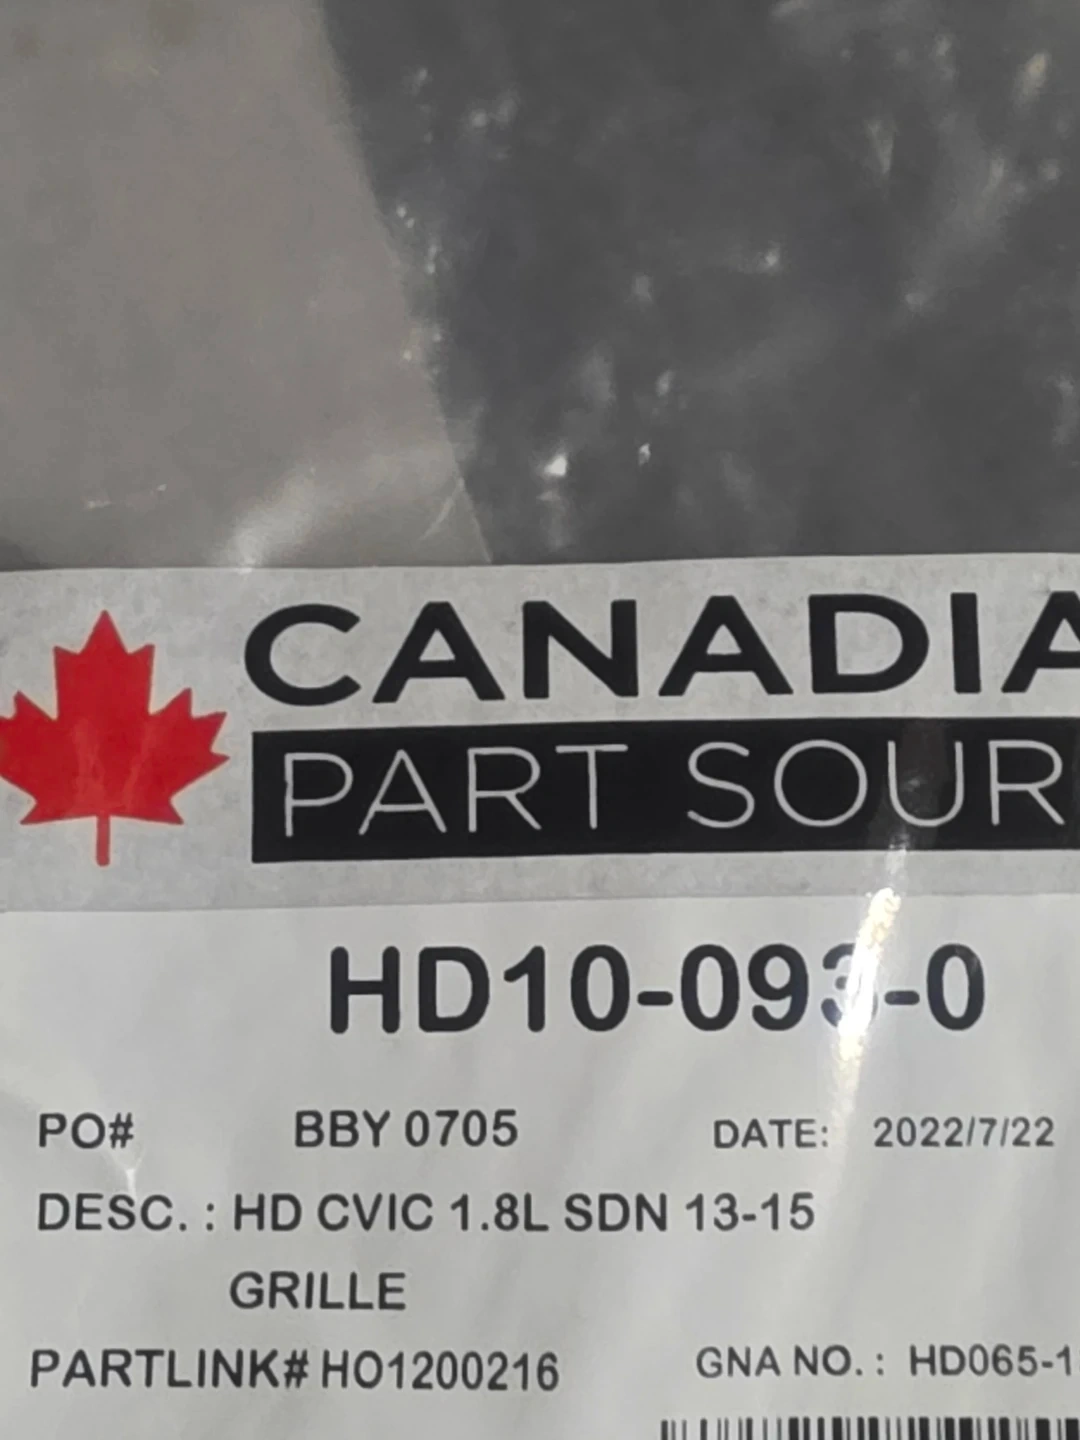 CANADIA
PART SOUR
HD10-093-0
PO# BBY 0705 DATE: 2022/7/22
DESC. : HD CVIC 1.8L SDN 13-15
GRILLE
PARTLINK# HO1200216 GNA NO. : HD065-1